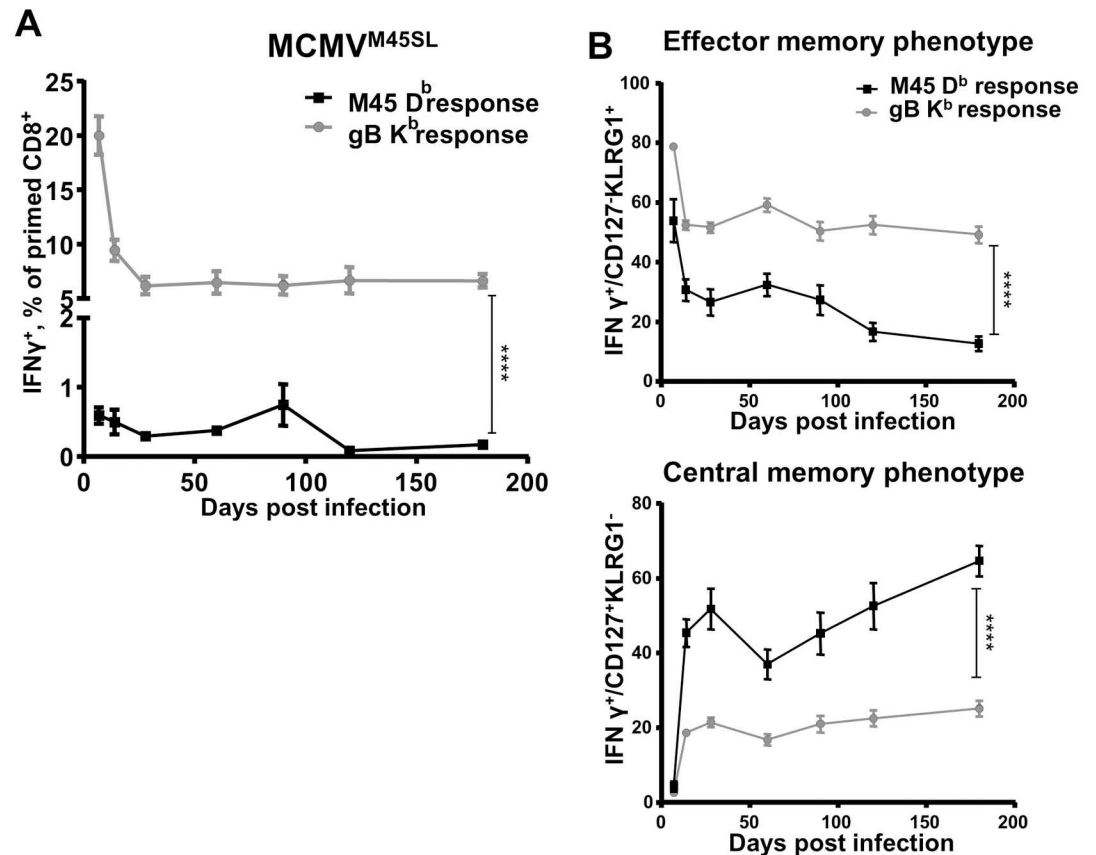 A
MCMV^M45SL
M45 D^b response
gB K^b response
IFNγ+, % of primed CD8+
25
20
15
10
5
2
1
0
0 50 100 150 200
Days post infection
****
B
Effector memory phenotype
M45 D^b response
gB K^b response
IFN γ+/CD127-KLRG1+
100
80
60
40
20
0
0 50 100 150 200
Days post infection
****
Central memory phenotype
IFN γ+/CD127+KLRG1-
80
60
40
20
0
0 50 100 150 200
Days post infection
****